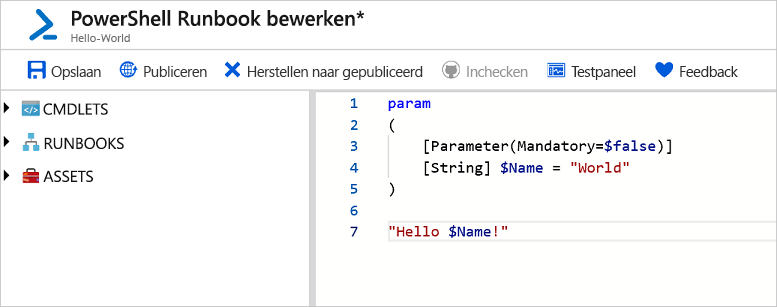 PowerShell Runbook bewerken*
Hello-World
Opslaan Publiceren Herstellen naar gepubliceerd Inchecken Testpaneel Feedback
CMDLETS
RUNBOOKS
ASSETS
1 param
2 (
3 [Parameter(Mandatory=$false)]
4 [String] $Name = "World"
5 )
6
7 "Hello $Name!"